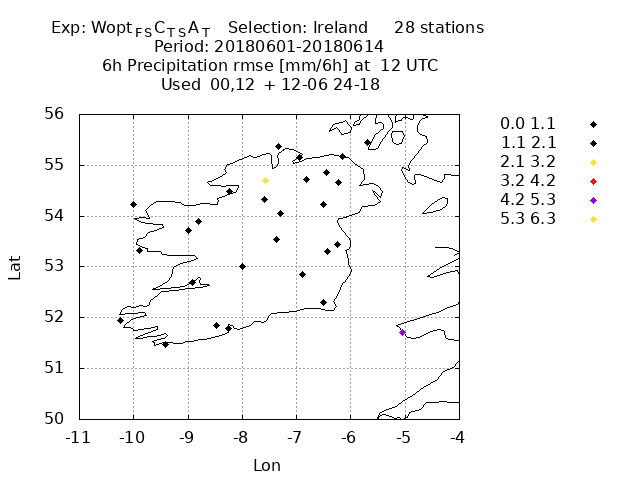 Exp: WoptFSCTSAT Selection: Ireland 28 stations
Period: 20180601-20180614
6h Precipitation rmse [mm/6h] at 12 UTC
Used 00,12 + 12-06 24-18
56
55
54
53
52
51
50
Lat
-11 -10 -9 -8 -7 -6 -5 -4
Lon
0.0 1.1
1.1 2.1
2.1 3.2
3.2 4.2
4.2 5.3
5.3 6.3